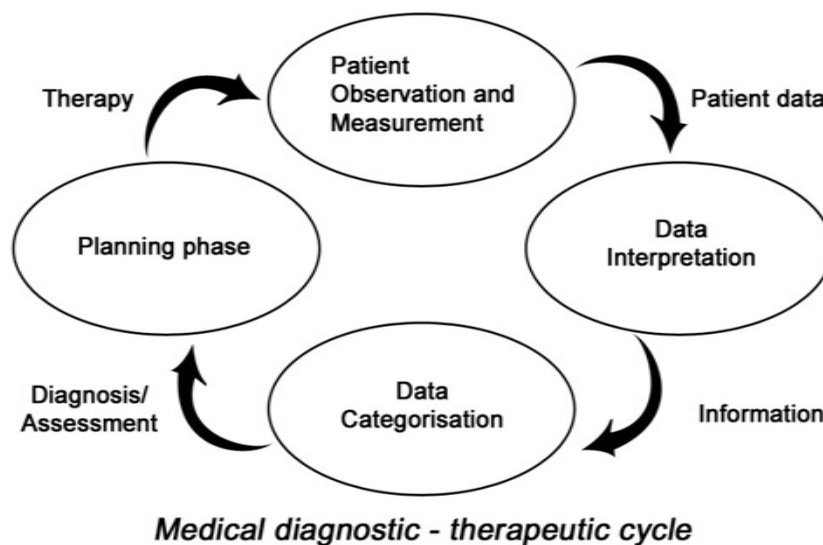 Patient
Observation and
Measurement
Therapy
Patient data
Planning phase
Data
Interpretation
Diagnosis/
Assessment
Data
Categorisation
Information
Medical diagnostic - therapeutic cycle